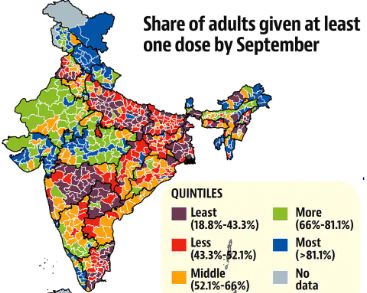 Share of adults given at least
one dose by September
QUINTILES
Least
(18.8%-43.3%)
Less
(43.3%-52.1%)
Middle
(52.1%-66%)
More
(66%-81.1%)
Most
(>81.1%)
No
data